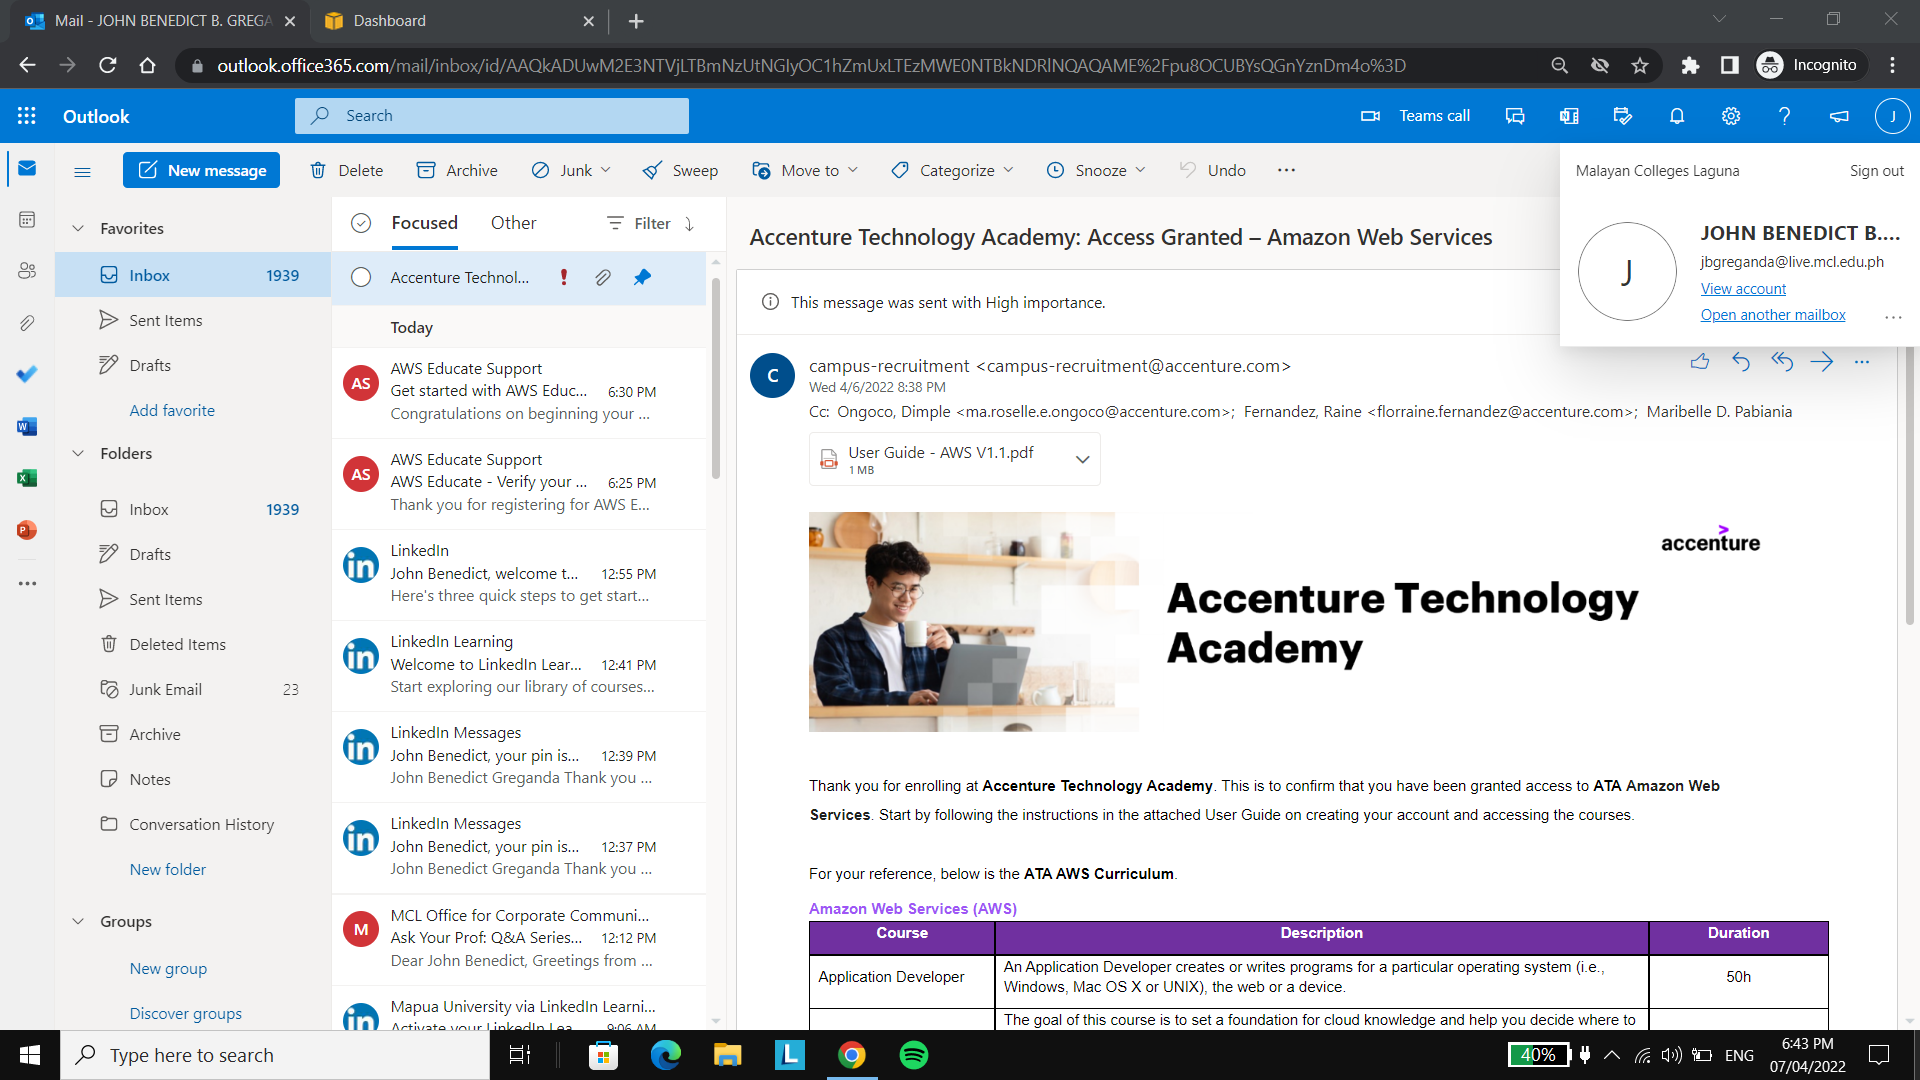 Mail - JOHN BENEDICT B. GREGA
Dashboard
outlook.office365.com/mail/inbox/id/AAQkADUwM2E3NTVjLTBmNzUtNGIyOC1hZmUxLTEzMWE0NTBkNDRlNQAQAME%2Fpu8OCUBYsQGnYznDm4o%3D
Incognito
Outlook
Search
Teams call
J
New message
Delete
Archive
Junk
Sweep
Move to
Categorize
Snooze
Undo
Malayan Colleges Laguna
Sign out
J
JOHN BENEDICT B....
jbgreganda@live.mcl.edu.ph
View account
Open another mailbox
Favorites
Inbox 1939
Sent Items
Drafts
Add favorite
Folders
Inbox 1939
Drafts
Sent Items
Deleted Items
Junk Email 23
Archive
Notes
Conversation History
New folder
Groups
New group
Discover groups
Focused
Other
Filter
Accenture Technol...
Today
AS
AWS Educate Support
Get started with AWS Educ... 6:30 PM
Congratulations on beginning your ...
AS
AWS Educate Support
AWS Educate - Verify your ... 6:25 PM
Thank you for registering for AWS E...
in
LinkedIn
John Benedict, welcome t... 12:55 PM
Here's three quick steps to get start...
in
LinkedIn Learning
Welcome to LinkedIn Lear... 12:41 PM
Start exploring our library of courses...
in
LinkedIn Messages
John Benedict, your pin is... 12:39 PM
John Benedict Greganda Thank you ...
in
LinkedIn Messages
John Benedict, your pin is... 12:37 PM
John Benedict Greganda Thank you ...
M
MCL Office for Corporate Communi...
Ask Your Prof: Q&A Series... 12:12 PM
Dear John Benedict, Greetings from ...
in
Mapua University via LinkedIn Learni...
Activate your LinkedIn Lea... 9:06 AM
Accenture Technology Academy: Access Granted – Amazon Web Services
This message was sent with High importance.
C
campus-recruitment <campus-recruitment@accenture.com>
Wed 4/6/2022 8:38 PM
Cc: Ongoco, Dimple <ma.roselle.e.ongoco@accenture.com>; Fernandez, Raine <florraine.fernandez@accenture.com>; Maribelle D. Pabiania
User Guide - AWS V1.1.pdf
1 MB
accenture
Accenture Technology
Academy
Thank you for enrolling at Accenture Technology Academy. This is to confirm that you have been granted access to ATA Amazon Web
Services. Start by following the instructions in the attached User Guide on creating your account and accessing the courses.
For your reference, below is the ATA AWS Curriculum.
Amazon Web Services (AWS)
Course Description Duration
Application Developer
An Application Developer creates or writes programs for a particular operating system (i.e.,
Windows, Mac OS X or UNIX), the web or a device.
50h
The goal of this course is to set a foundation for cloud knowledge and help you decide where to
Type here to search
40%
ENG
6:43 PM
07/04/2022